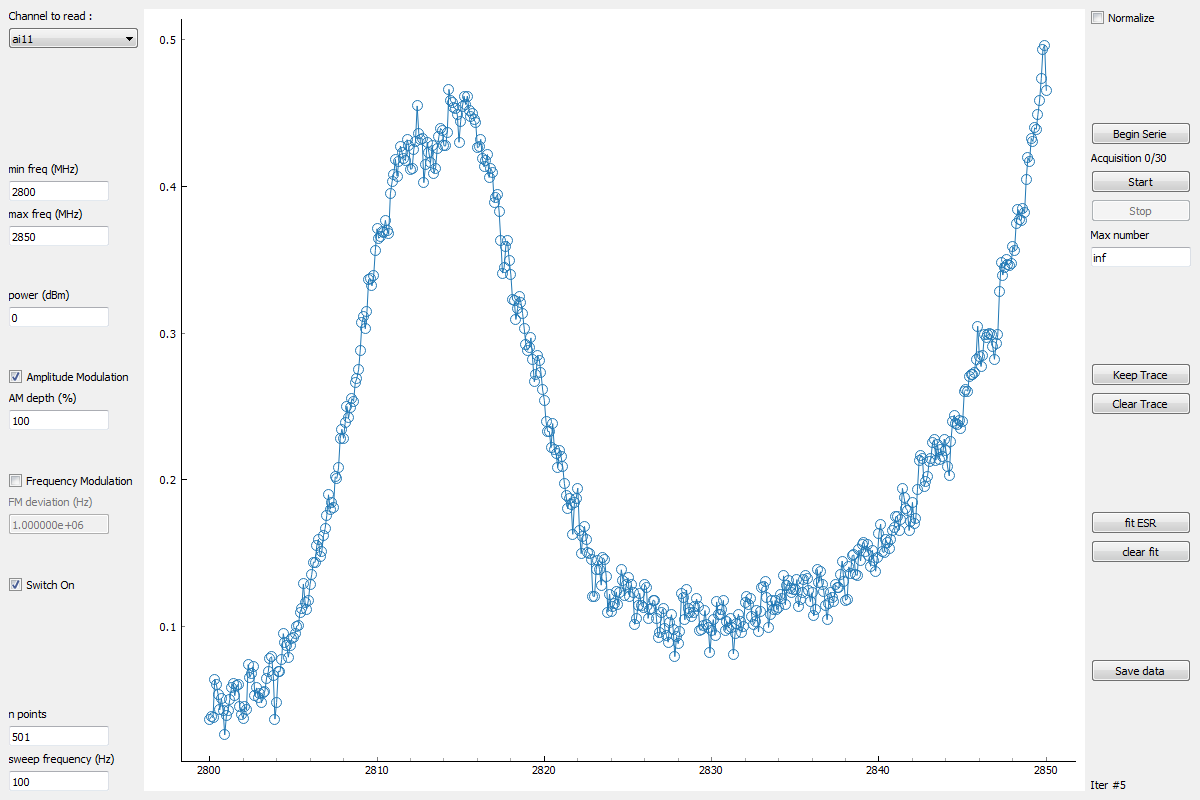 Channel to read :
ai11
min freq (MHz)
2800
max freq (MHz)
2850
power (dBm)
0
Amplitude Modulation
AM depth (%)
100
Frequency Modulation
FM deviation (Hz)
1.000000e+06
Switch On
n points
501
sweep frequency (Hz)
100
0.5
0.4
0.3
0.2
0.1
2800 2810 2820 2830 2840 2850
Normalize
Begin Serie
Acquisition 0/30
Start
Stop
Max number
inf
Keep Trace
Clear Trace
fit ESR
clear fit
Save data
Iter #5